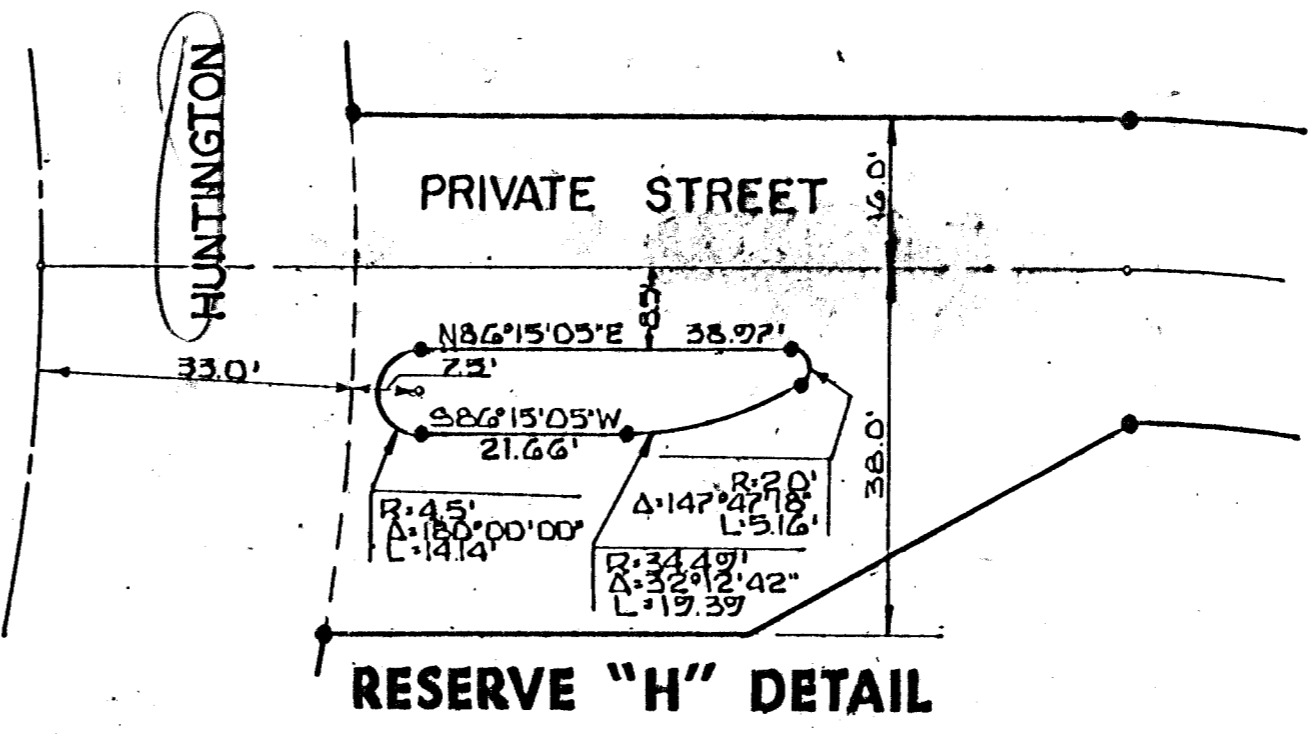 HUNTINGTON
PRIVATE STREET
16.0'
8.5'
N86°15'05"E 38.97'
7.5'
33.0'
S86°15'05"W
21.66'
38.0'
R=2.0'
Δ=147°47'18"
L=5.16'
R=4.5'
Δ=180°00'00"
L=14.14'
R=34.49'
Δ=32°12'42"
L=19.39
RESERVE "H" DETAIL